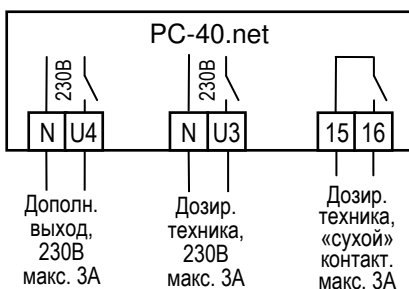 PC-40.net
230В
230В
N U4 N U3 15 16
Дополн.
выход,
230В
макс. 3А
Дозир.
техника,
230В
макс. 3А
Дозир.
техника,
«сухой»
контакт.
макс. 3А